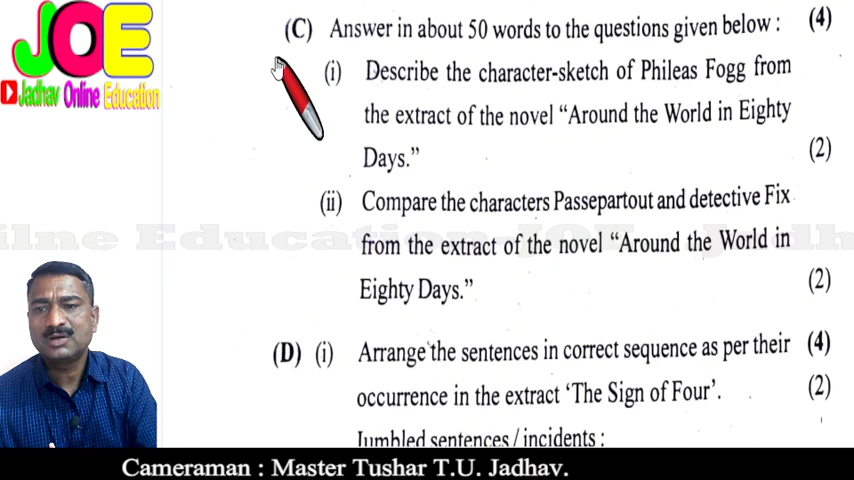 JOE
Jadhav Online Education
(C) Answer in about 50 words to the questions given below : (4)
(i) Describe the character-sketch of Phileas Fogg from
the extract of the novel "Around the World in Eighty
Days." (2)
(ii) Compare the characters Passepartout and detective Fix
ilne Education-JOE Jadh
from the extract of the novel "Around the World in
Eighty Days." (2)
(D) (i) Arrange the sentences in correct sequence as per their (4)
occurrence in the extract 'The Sign of Four'. (2)
Jumbled sentences / incidents :
Cameraman : Master Tushar T.U. Jadhav.